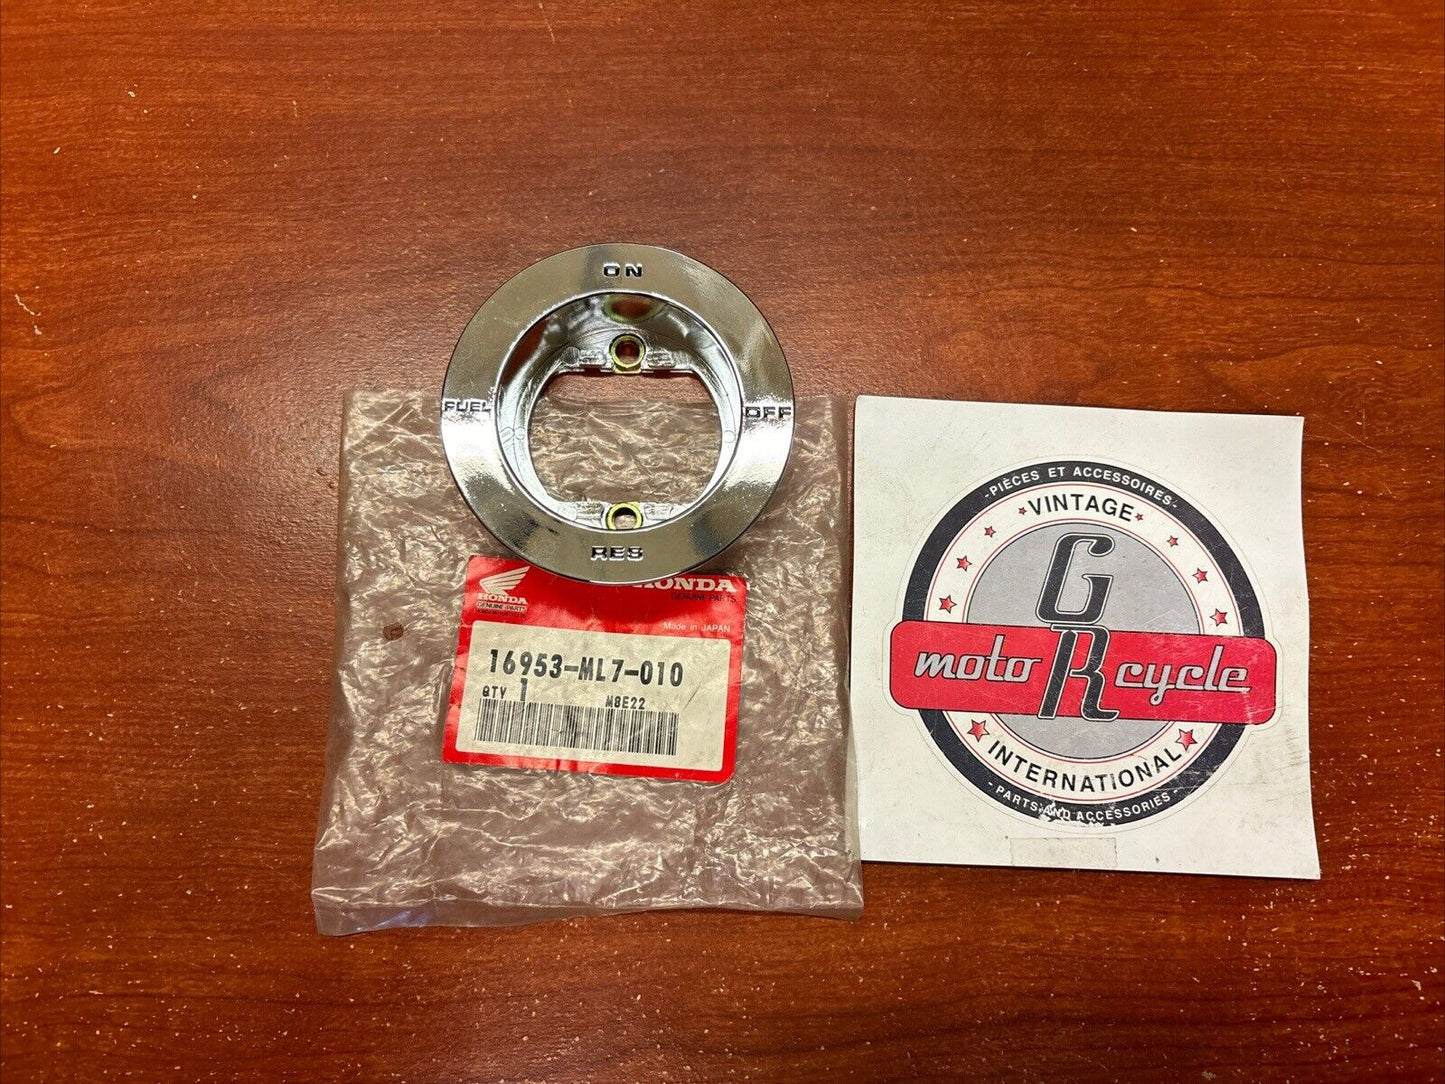 ON
FUEL
OFF
RES
HONDA
GENUINE PARTS
HONDA
GENUINE PARTS
Made in JAPAN
16953-ML7-010
QTY 1
M8E22
-PIÈCES ET ACCESSOIRES-
VINTAGE
GR
moto cycle
INTERNATIONAL
-PARTS AND ACCESSORIES-